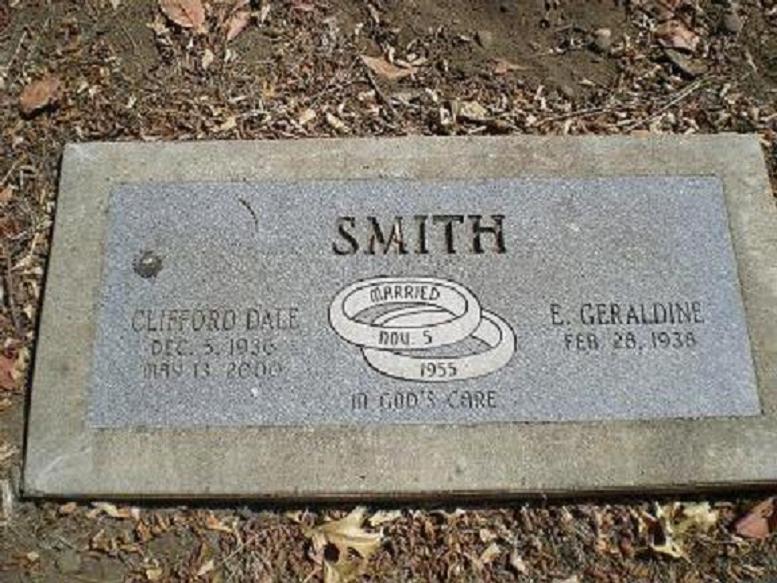 SMITH
MARRIED
NOV. 5
1955
CLIFFORD DALE
DEC. 5, 1936
MAY 13, 2000
E. GERALDINE
FEB. 28, 1938
IN GOD'S CARE